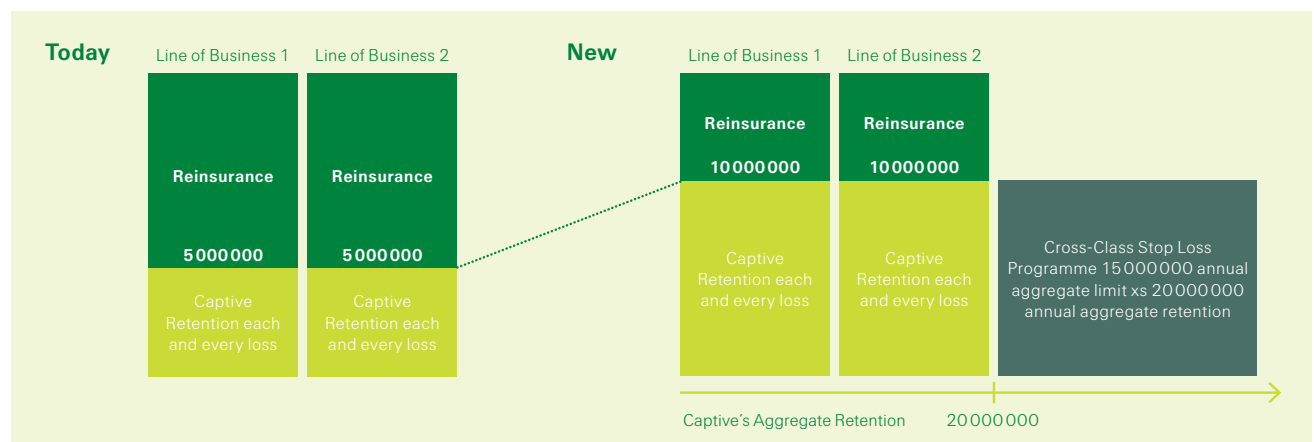 Today
Line of Business 1
Line of Business 2
Reinsurance
5 000 000
Captive
Retention each
and every loss
Reinsurance
5 000 000
Captive
Retention each
and every loss
New
Line of Business 1
Line of Business 2
Reinsurance
10 000 000
Captive
Retention each
and every loss
Reinsurance
10 000 000
Captive
Retention each
and every loss
Cross-Class Stop Loss
Programme 15 000 000 annual
aggregate limit xs 20 000 000
annual aggregate retention
Captive's Aggregate Retention 20 000 000